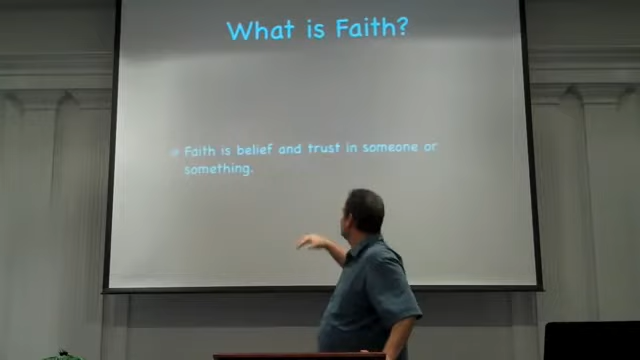 What is Faith?
Faith is belief and trust in someone or
something.